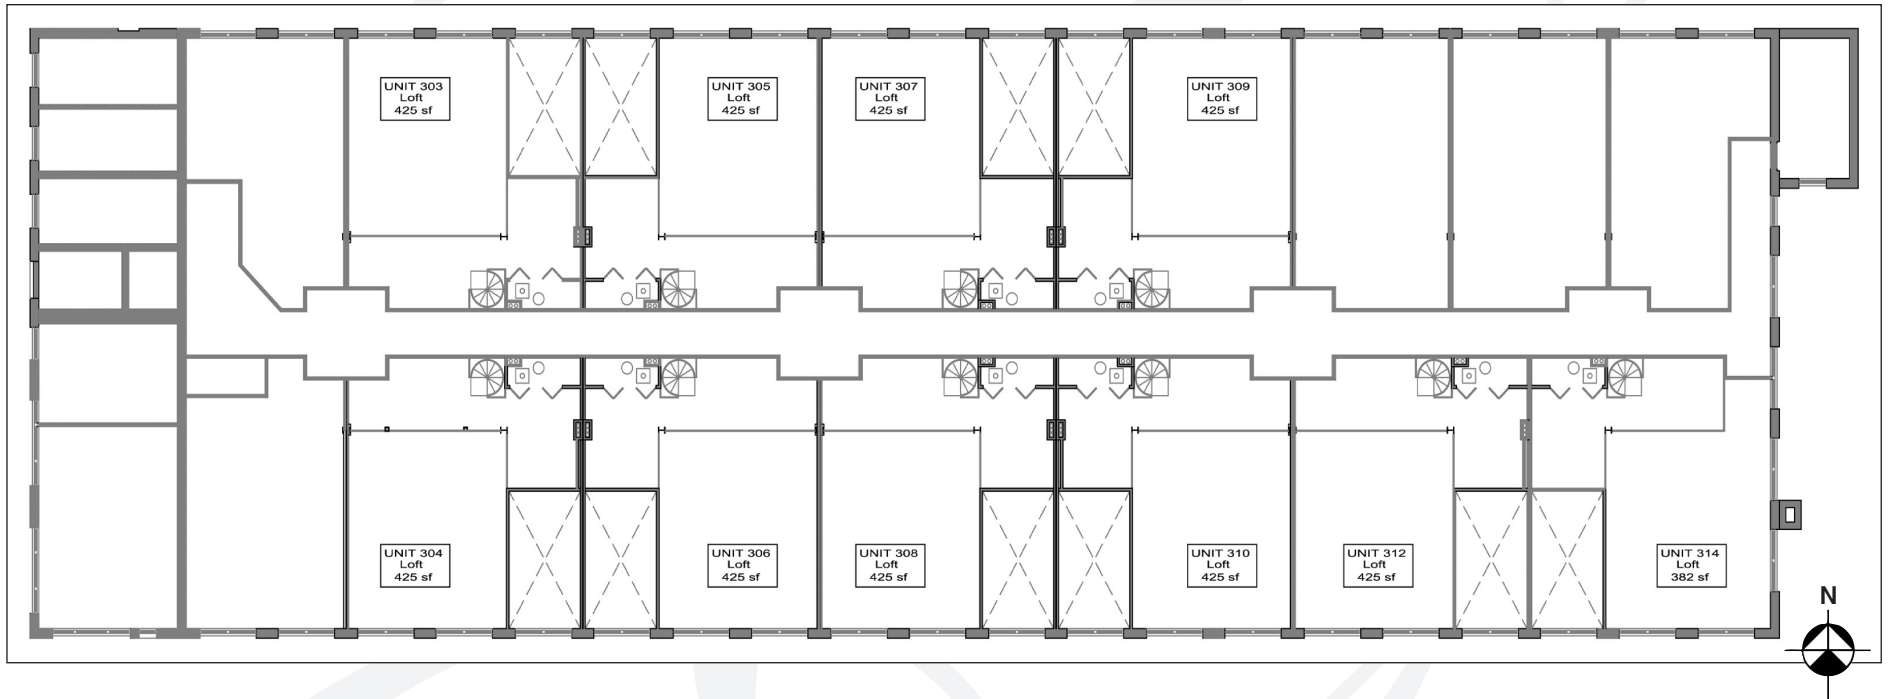 UNIT 303
Loft
425 sf
UNIT 305
Loft
425 sf
UNIT 307
Loft
425 sf
UNIT 309
Loft
425 sf
UNIT 304
Loft
425 sf
UNIT 306
Loft
425 sf
UNIT 308
Loft
425 sf
UNIT 310
Loft
425 sf
UNIT 312
Loft
425 sf
UNIT 314
Loft
382 sf
N